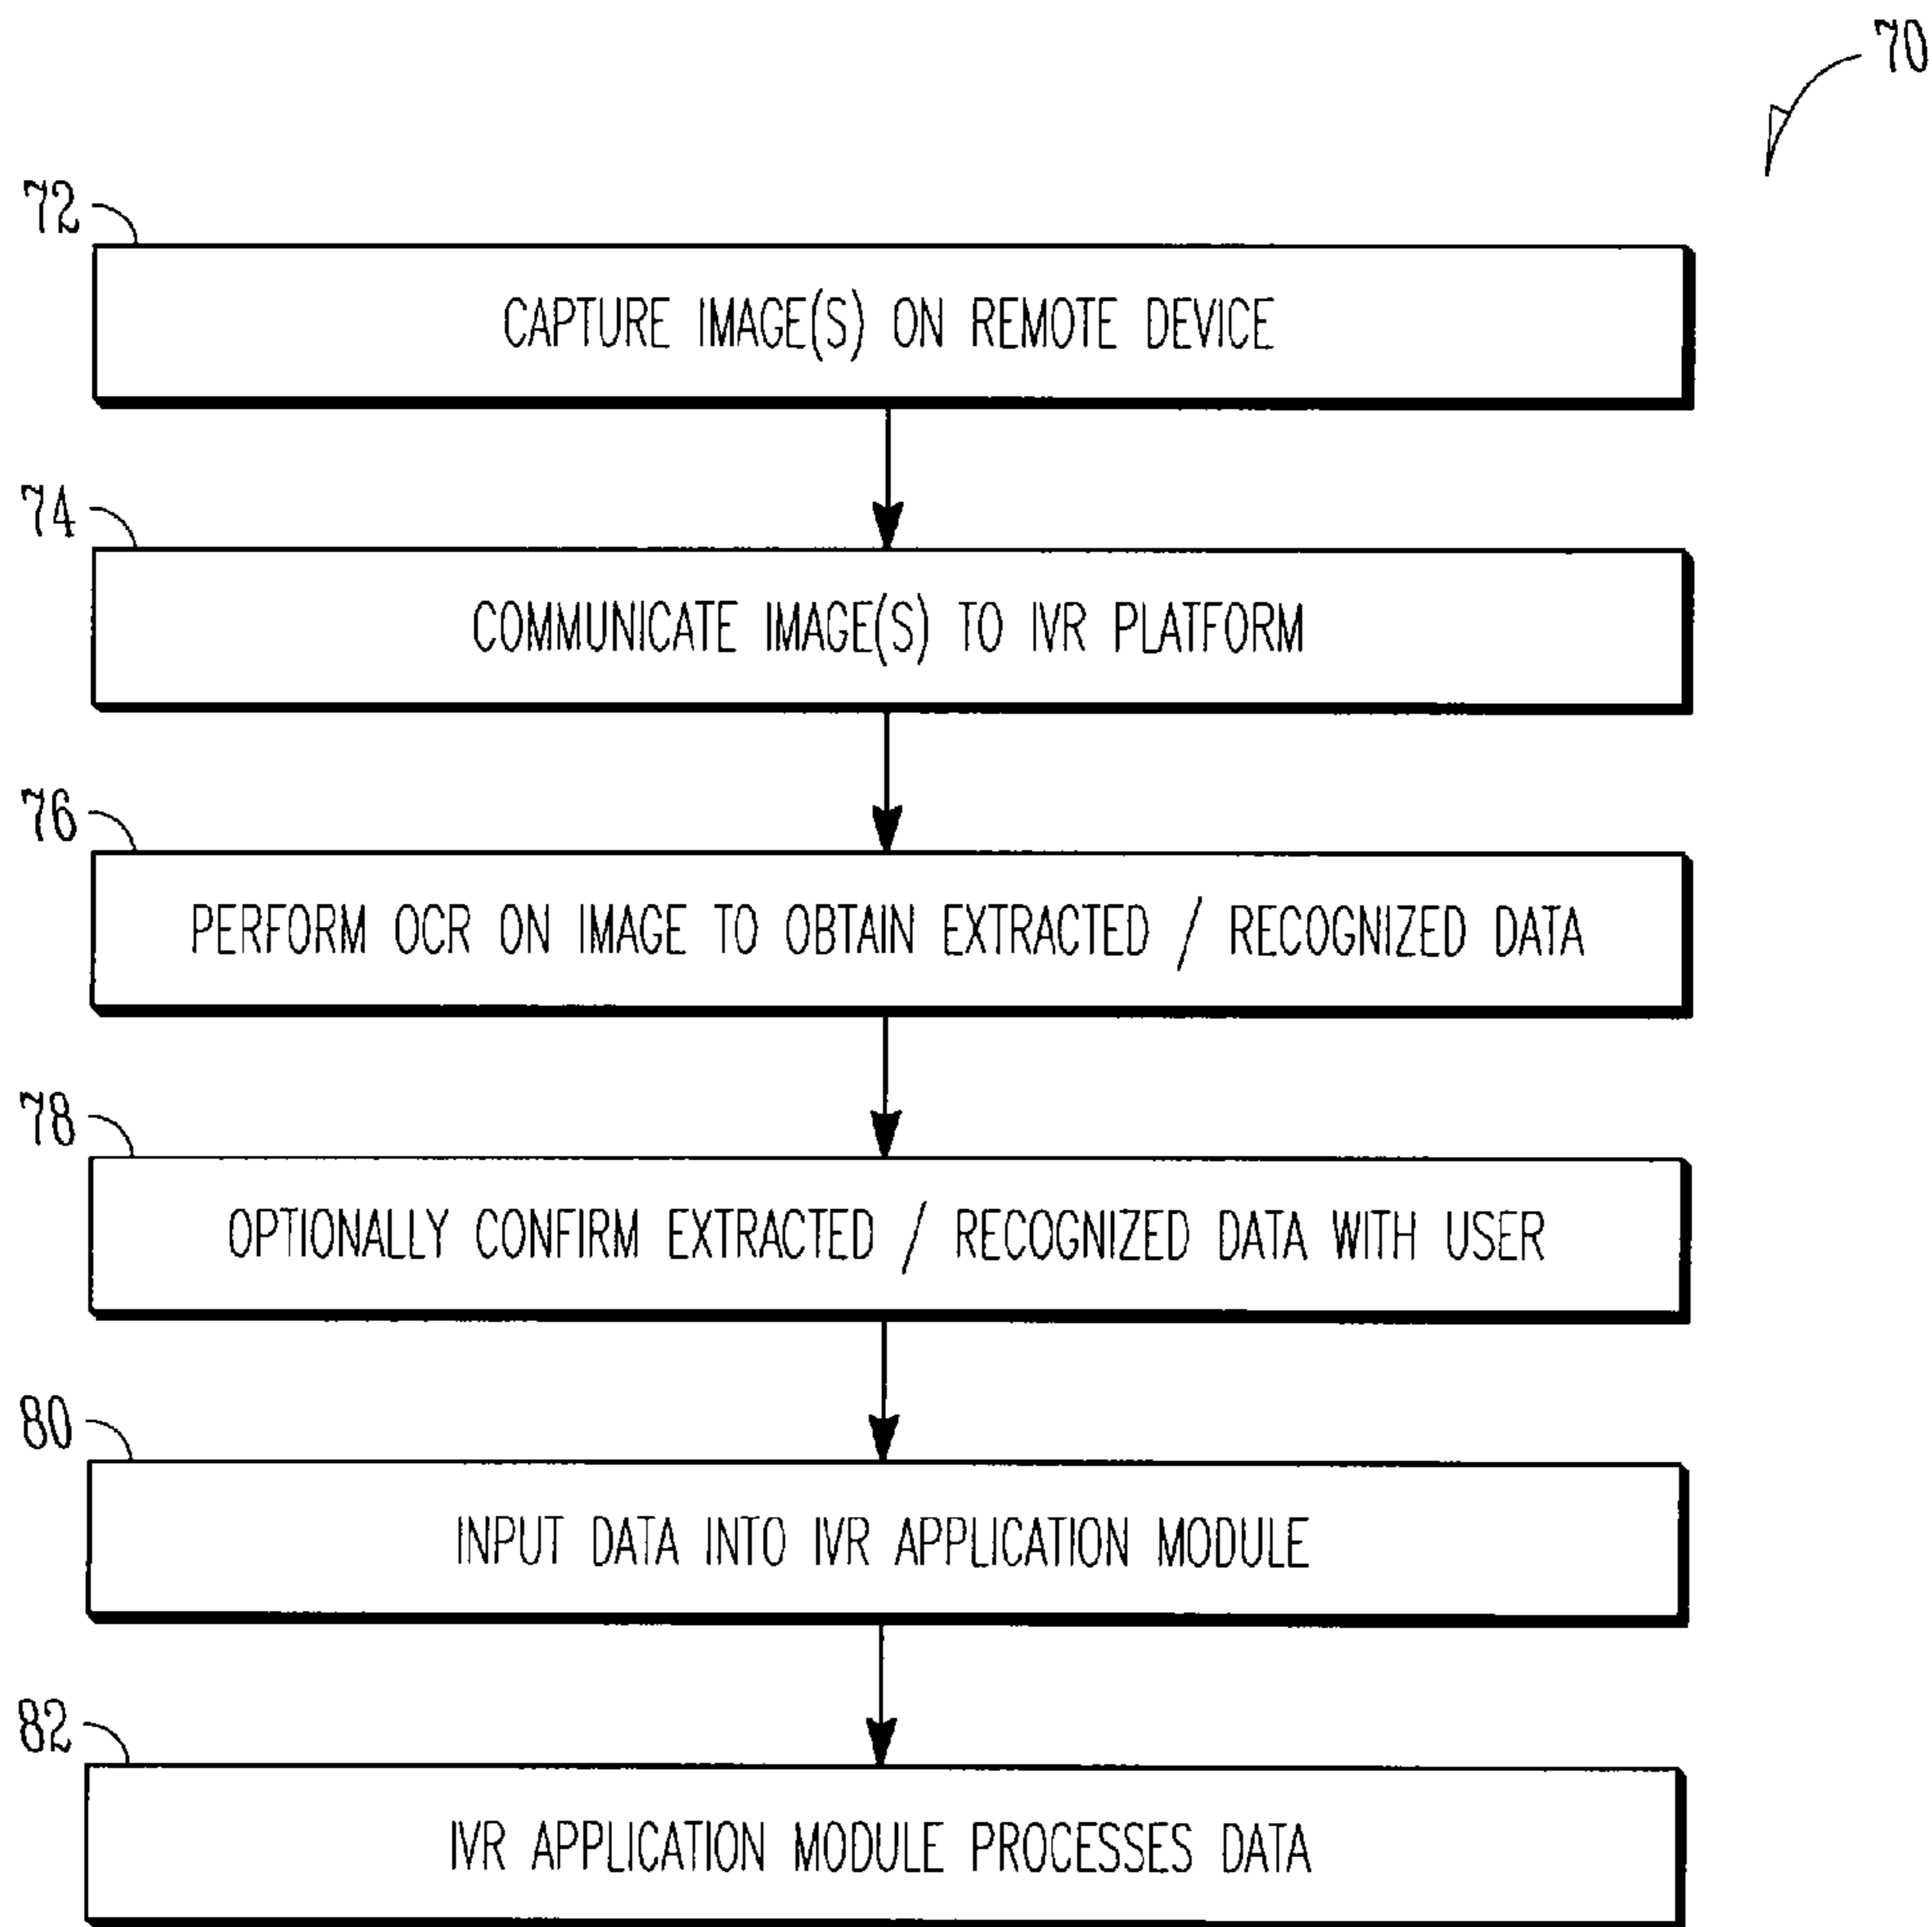 70
72
CAPTURE IMAGE(S) ON REMOTE DEVICE
74
COMMUNICATE IMAGE(S) TO IVR PLATFORM
76
PERFORM OCR ON IMAGE TO OBTAIN EXTRACTED / RECOGNIZED DATA
78
OPTIONALLY CONFIRM EXTRACTED / RECOGNIZED DATA WITH USER
80
INPUT DATA INTO IVR APPLICATION MODULE
82
IVR APPLICATION MODULE PROCESSES DATA